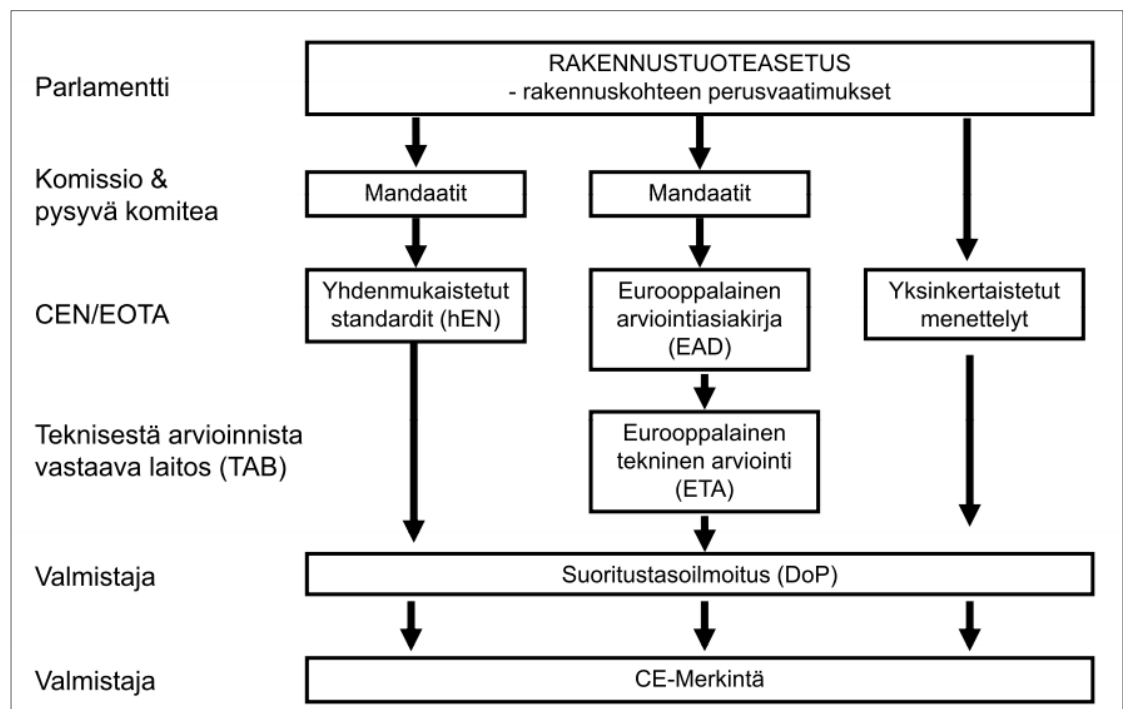 Parlamentti
RAKENNUSTUOTEASETUS
- rakennuskohteen perusvaatimukset
Komissio &
pysyvä komitea
Mandaatit
Mandaatit
CEN/EOTA
Yhdenmukaistetut
standardit (hEN)
Eurooppalainen
arviointiasiakirja
(EAD)
Yksinkertaistetut
menettelyt
Teknisestä arvioinnista
vastaava laitos (TAB)
Eurooppalainen
tekninen arviointi
(ETA)
Valmistaja
Suoritustasoilmoitus (DoP)
Valmistaja
CE-Merkintä